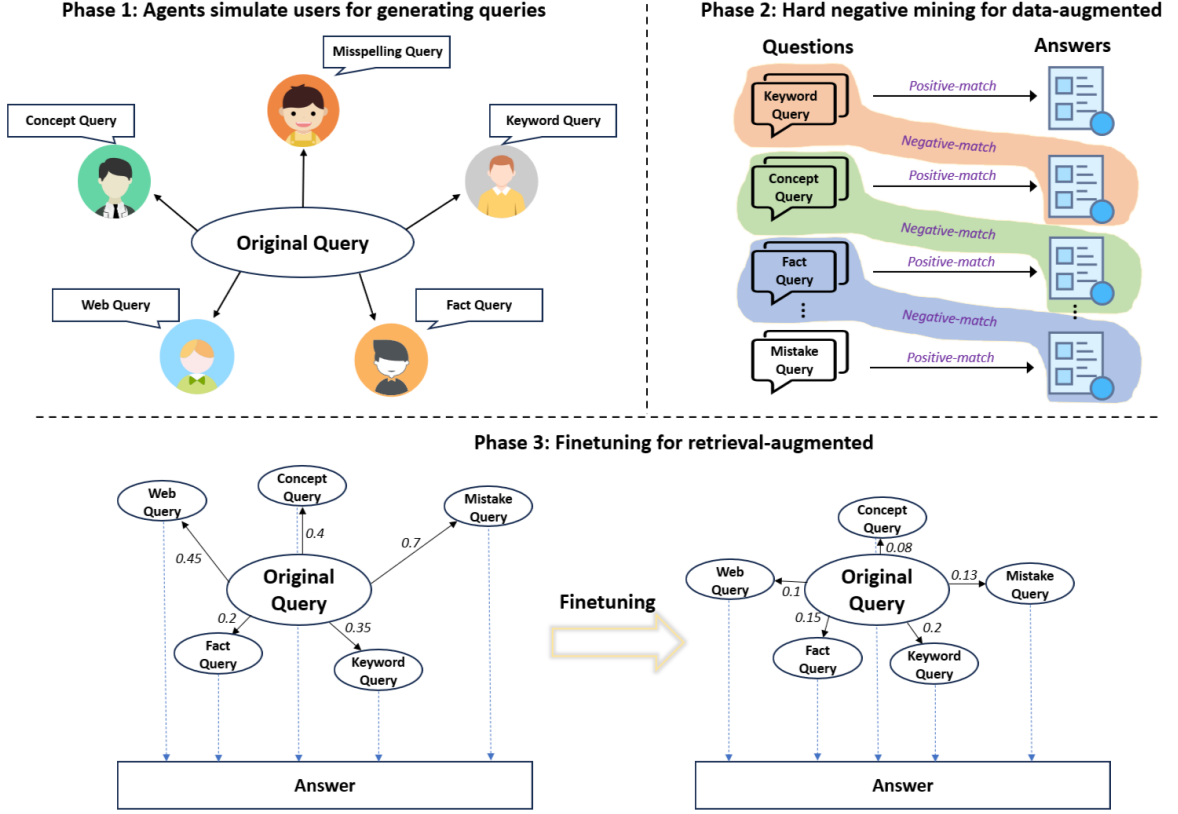 Phase 1: Agents simulate users for generating queries
Misspelling Query
Concept Query
Keyword Query
Original Query
Web Query
Fact Query
Phase 2: Hard negative mining for data-augmented
Questions
Answers
Keyword
Query
Positive-match
Negative-match
Concept
Query
Positive-match
Negative-match
Fact
Query
Positive-match
Negative-match
Mistake
Query
Positive-match
Phase 3: Finetuning for retrieval-augmented
Web
Query
Concept
Query
Mistake
Query
0.45
0.4
0.7
Original
Query
0.2
0.35
Fact
Query
Keyword
Query
Answer
Finetuning
Concept
Query
0.08
Web
Query
0.1
Original
Query
0.13
Mistake
Query
0.15
0.2
Fact
Query
Keyword
Query
Answer